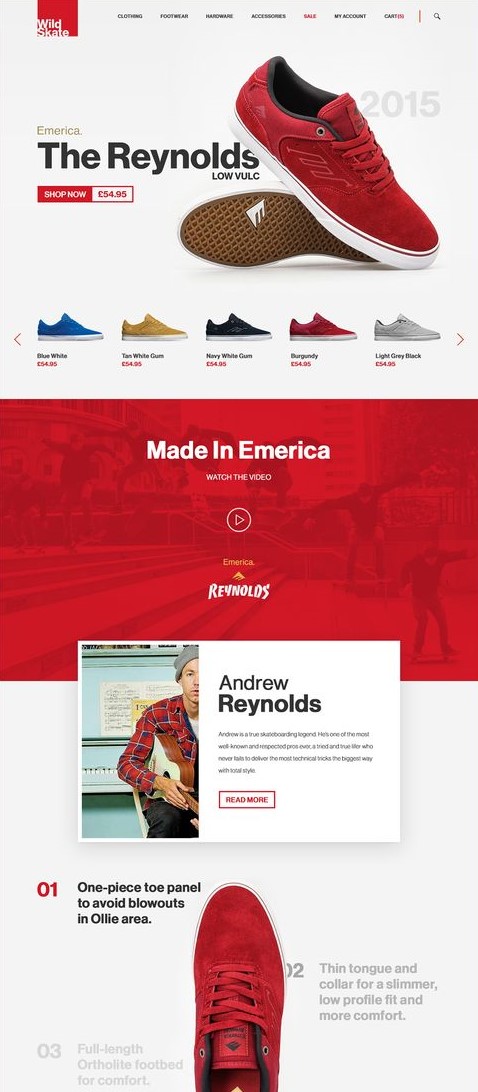 Wild
Skate
CLOTHING FOOTWEAR HARDWARE ACCESSORIES SALE MY ACCOUNT CART(5)
2015
Emerica.
The Reynolds
LOW VULC
SHOP NOW £54.95
Blue White Tan White Gum Navy White Gum Burgundy Light Grey Black
£54.95 £54.95 £54.95 £54.95 £54.95
Made In Emerica
WATCH THE VIDEO
Emerica.
REYNOLDS
Andrew
Reynolds
Andrew is a true skateboarding legend. He's one of the most
well-known and respected pros ever, a tried and true lifer who
never fails to deliver the most technical tricks the biggest way
with total style.
READ MORE
01 One-piece toe panel
to avoid blowouts
in Ollie area.
02 Thin tongue and
collar for a slimmer,
low profile fit and
more comfort.
03 Full-length
Ortholite footbed
for comfort.